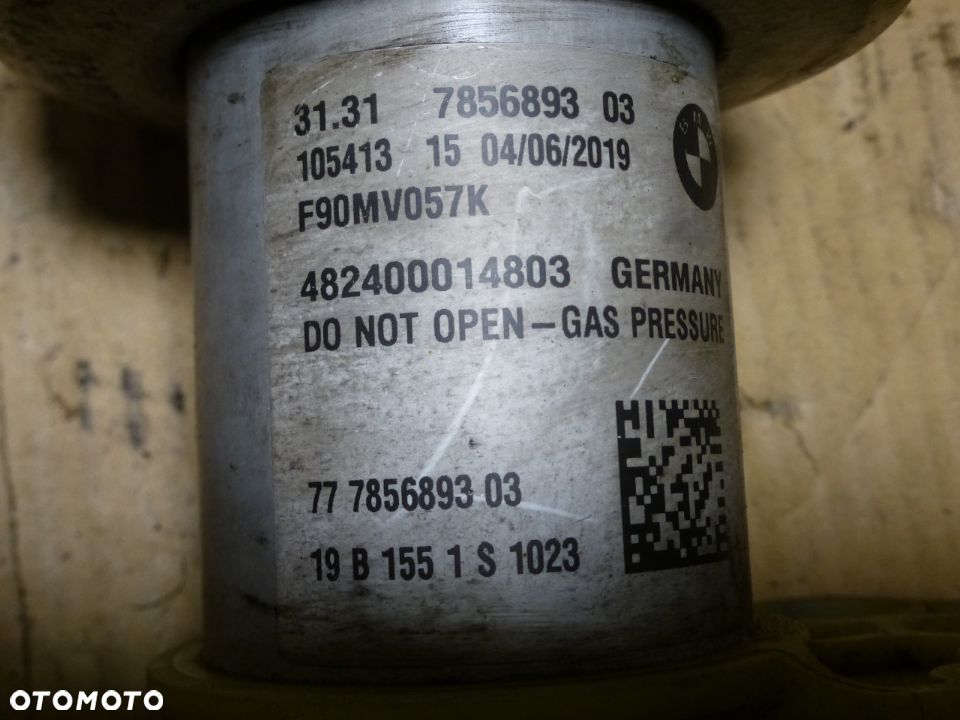 31.31 7856893 03
105413 15 04/06/2019
BMW
F90MV057K
482400014803 GERMANY
DO NOT OPEN – GAS PRESSURE
77 7856893 03
19 B 155 1 S 1023
OTOMOTO